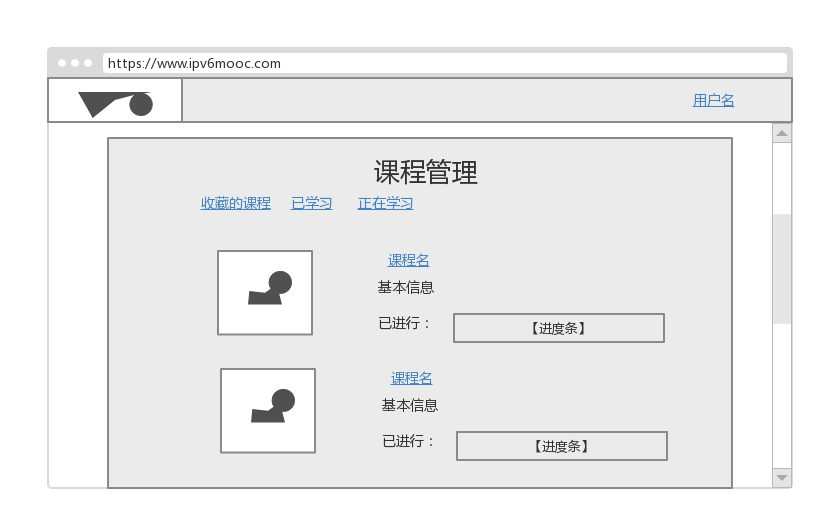 https://www.ipv6mooc.com
用户名
课程管理
收藏的课程 已学习 正在学习
课程名
基本信息
已进行： 【进度条】
课程名
基本信息
已进行： 【进度条】